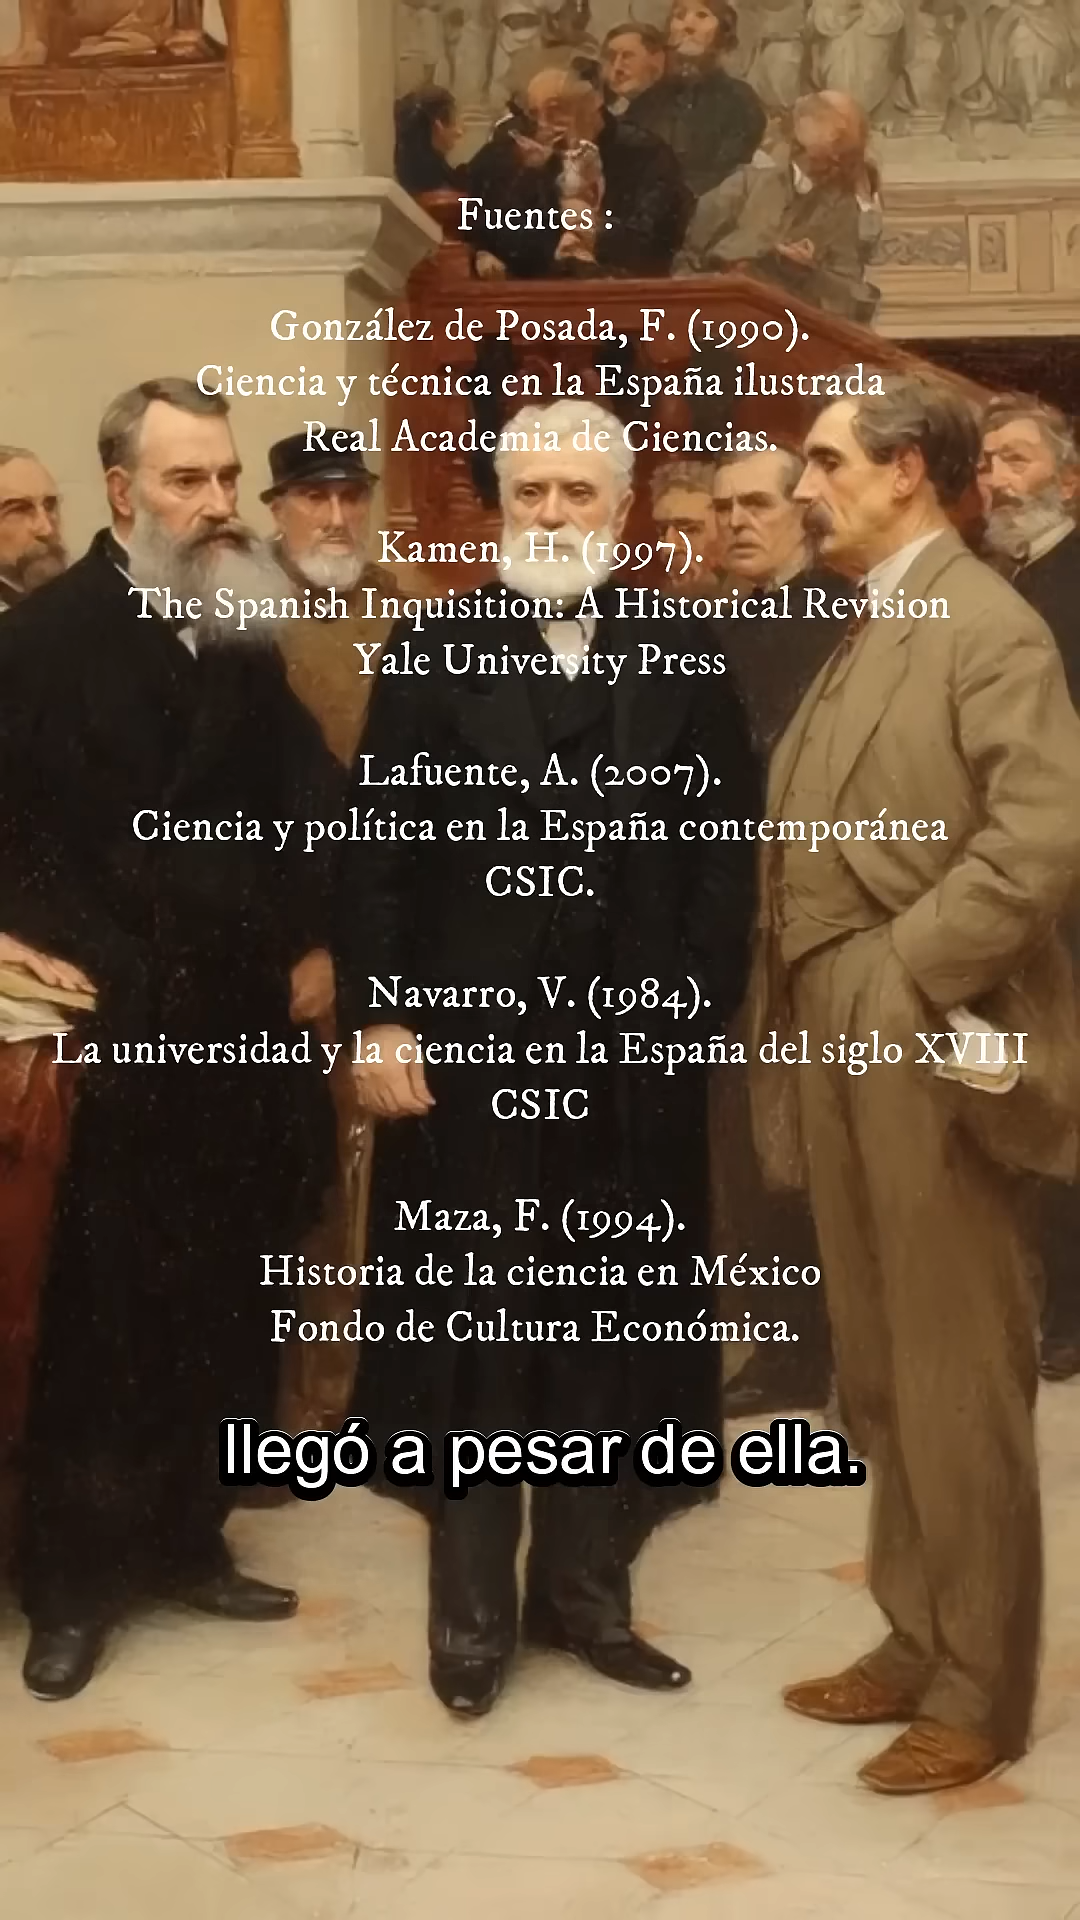 Fuentes :
González de Posada, F. (1990).
Ciencia y técnica en la España ilustrada
Real Academia de Ciencias.
Kamen, H. (1997).
The Spanish Inquisition: A Historical Revision
Yale University Press
Lafuente, A. (2007).
Ciencia y política en la España contemporánea
CSIC.
Navarro, V. (1984).
La universidad y la ciencia en la España del siglo XVIII
CSIC
Maza, F. (1994).
Historia de la ciencia en México
Fondo de Cultura Económica.
llegó a pesar de ella.